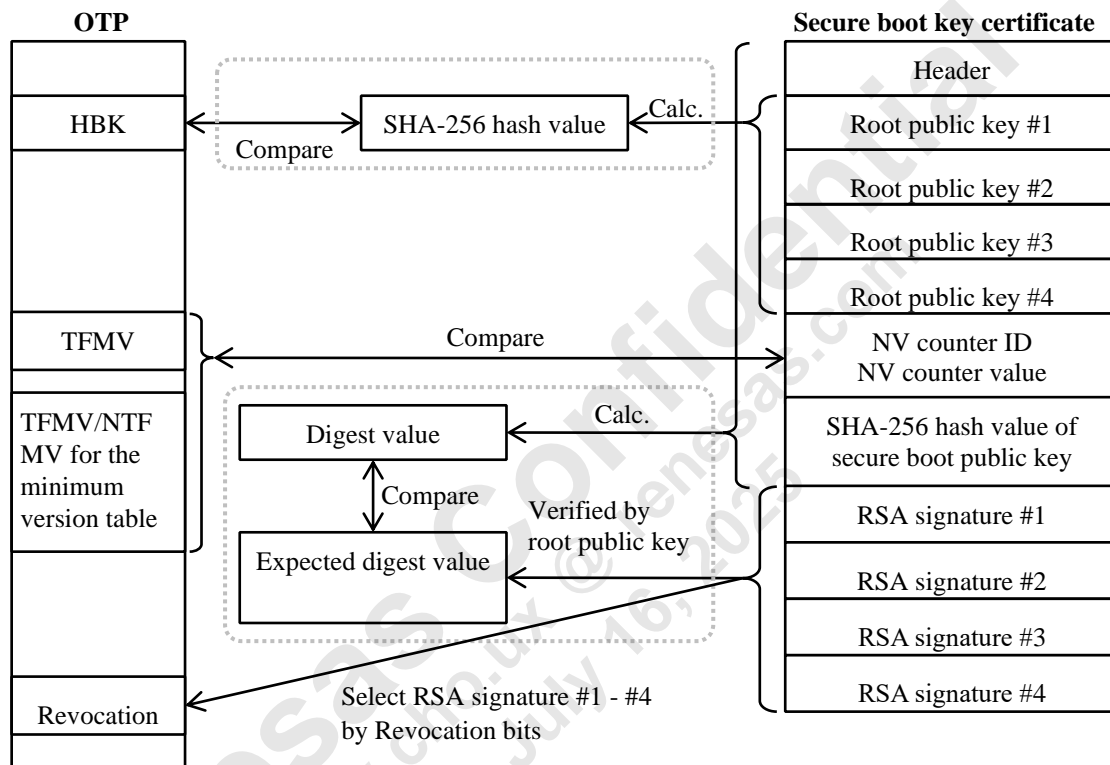 OTP
Secure boot key certificate
Header
HBK
SHA-256 hash value
Calc.
Compare
Root public key #1
Root public key #2
Root public key #3
Root public key #4
TFMV
Compare
NV counter ID
NV counter value
TFMV/NTF
MV for the
minimum
version table
Digest value
Calc.
SHA-256 hash value of
secure boot public key
Compare
Verified by
root public key
Expected digest value
RSA signature #1
RSA signature #2
RSA signature #3
RSA signature #4
Revocation
Select RSA signature #1 - #4
by Revocation bits
Confidential
July 16, 2025